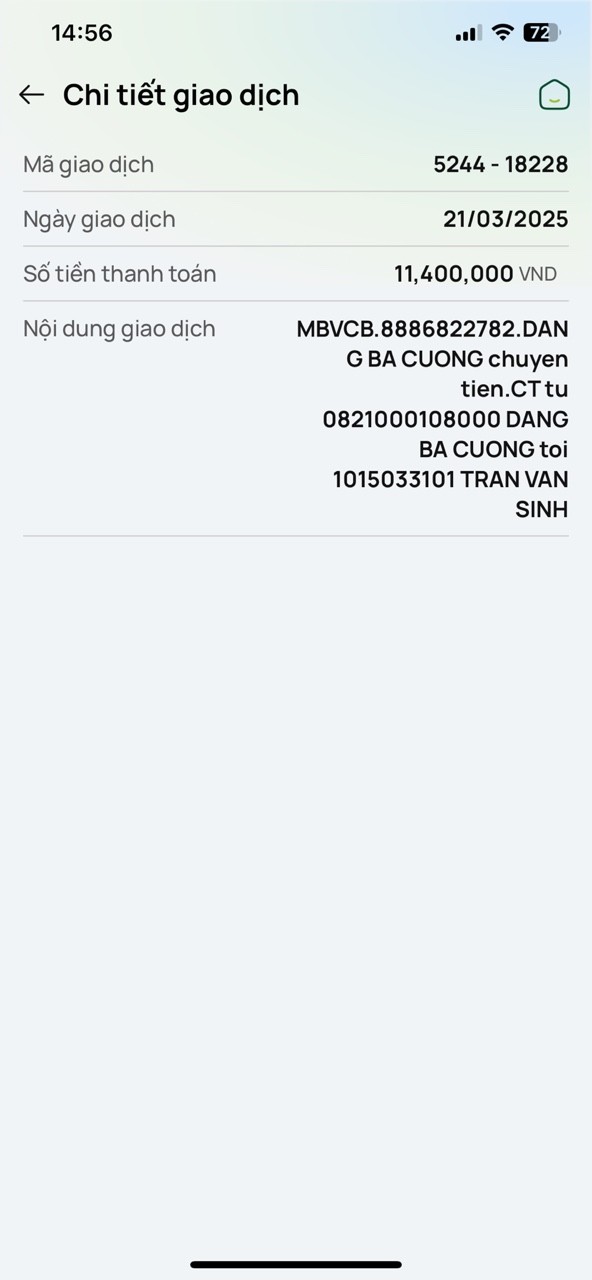 14:56
72
Chi tiết giao dịch
Mã giao dịch 5244 - 18228
Ngày giao dịch 21/03/2025
Số tiền thanh toán 11,400,000 VND
Nội dung giao dịch MBVCB.8886822782.DAN
G BA CUONG chuyen
tien.CT tu
0821000108000 DANG
BA CUONG toi
1015033101 TRAN VAN
SINH